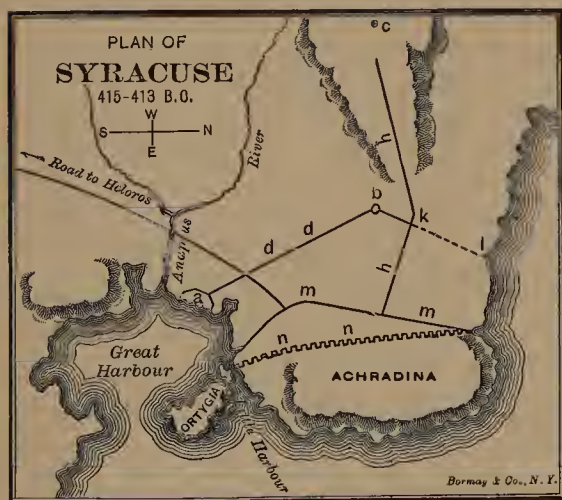 PLAN OF
SYRACUSE
415-413 B.C.
W
S
N
E
c
River
h
Road to Heloros
b
k
Anapus
d
d
l
h
a
m
m
n
n
Great
Harbour
ACHRADINA
ORTYGIA
Harbour
Bormay & Co., N.Y.